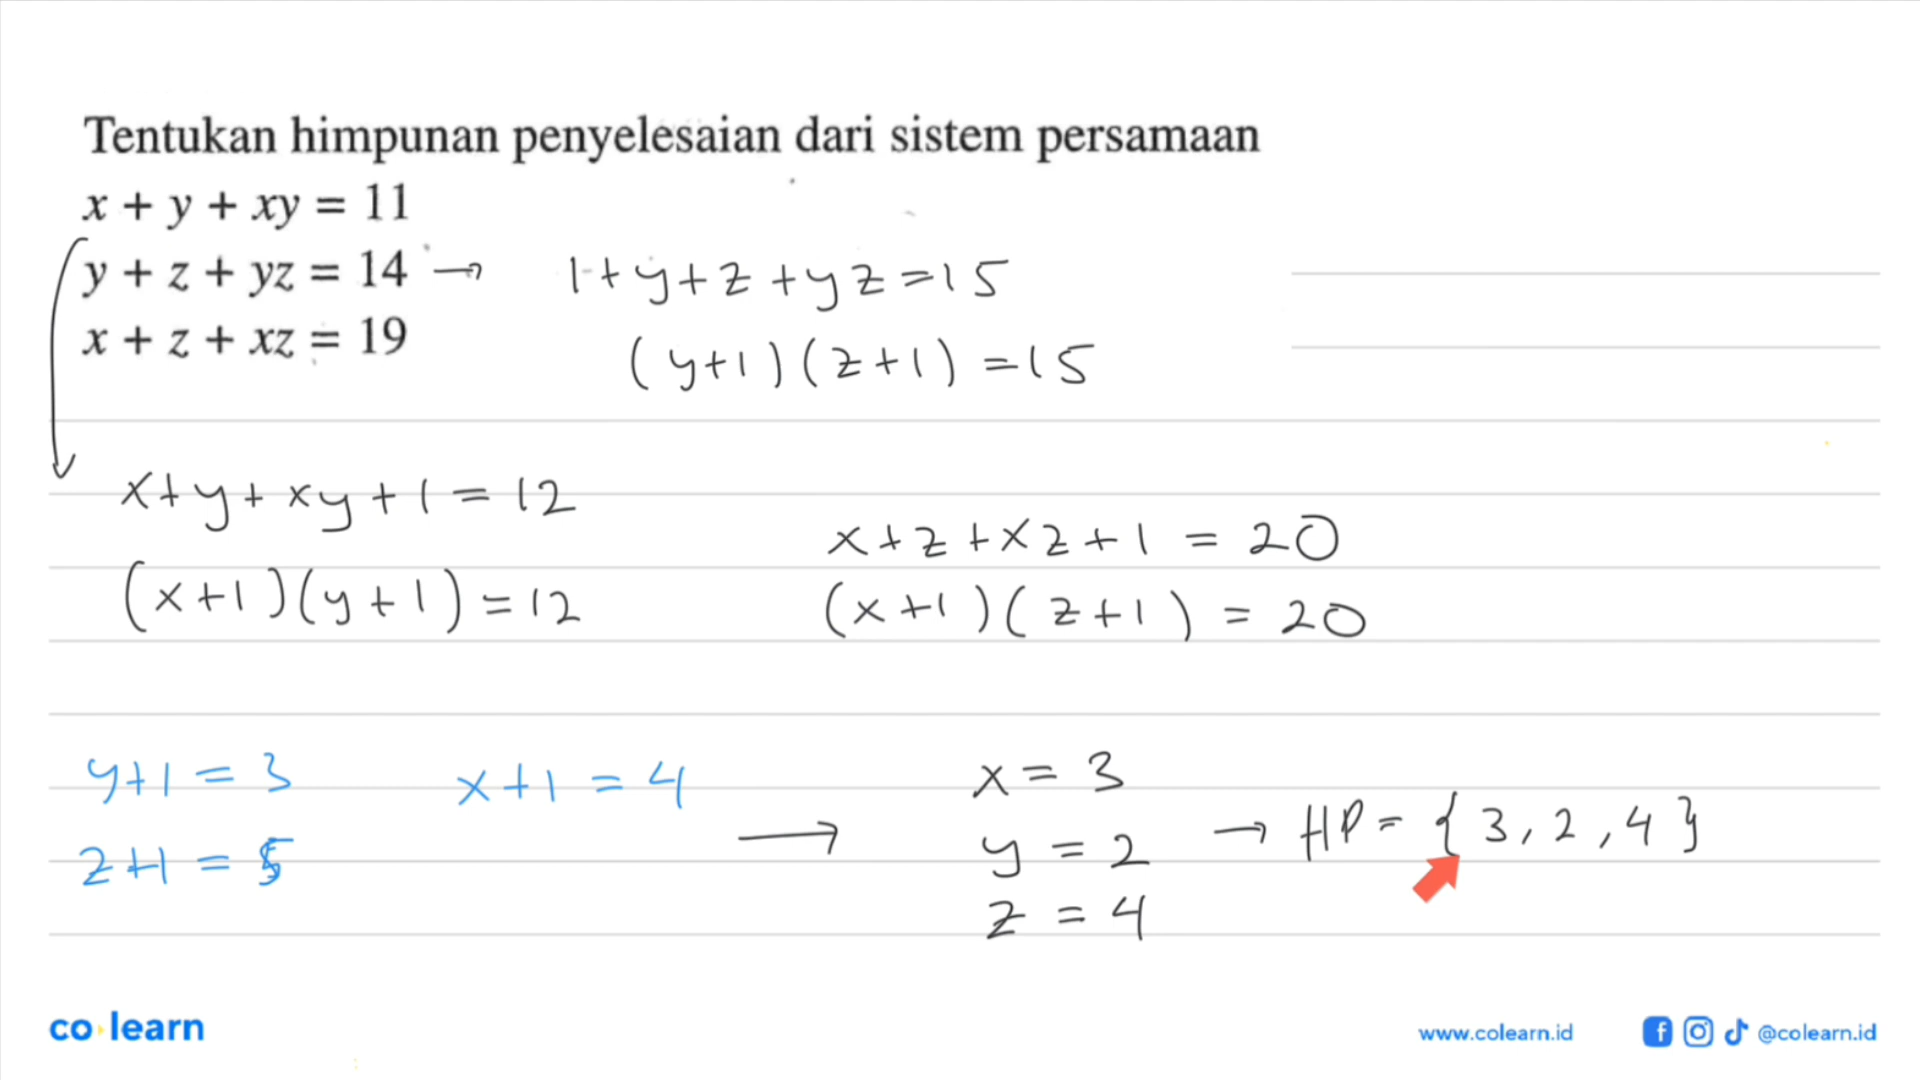 Tentukan himpunan penyelesaian dari sistem persamaan
x + y + xy = 11
y + z + yz = 14 → 1+y+z+yz=15
x + z + xz = 19
(y+1)(z+1)=15
x+y+xy+1=12
x+z+xz+1=20
(x+1)(y+1)=12
(x+1)(z+1)=20
y+1=3 x+1=4
z+1=5
→
x=3
y=2
z=4
→ HP={3,2,4}
co learn
www.colearn.id @colearn.id